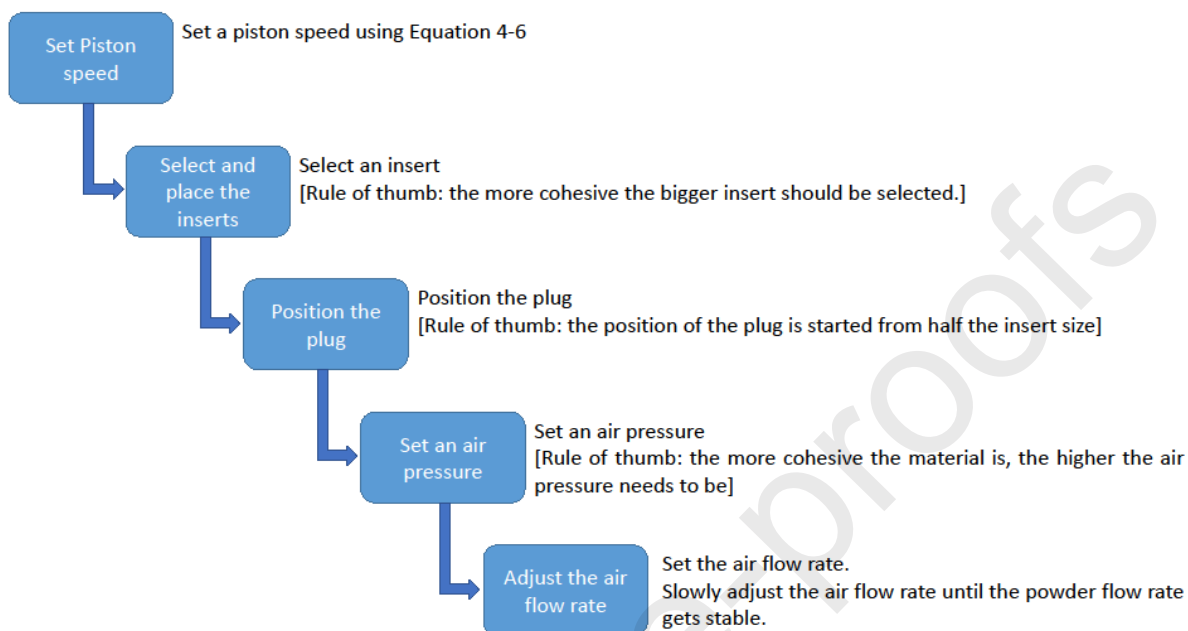 Set Piston
speed
Set a piston speed using Equation 4-6
Select and
place the
inserts
Select an insert
[Rule of thumb: the more cohesive the bigger insert should be selected.]
Position the
plug
Position the plug
[Rule of thumb: the position of the plug is started from half the insert size]
Set an air
pressure
Set an air pressure
[Rule of thumb: the more cohesive the material is, the higher the air
pressure needs to be]
Adjust the air
flow rate
Set the air flow rate.
Slowly adjust the air flow rate until the powder flow rate
gets stable.
e-proofs